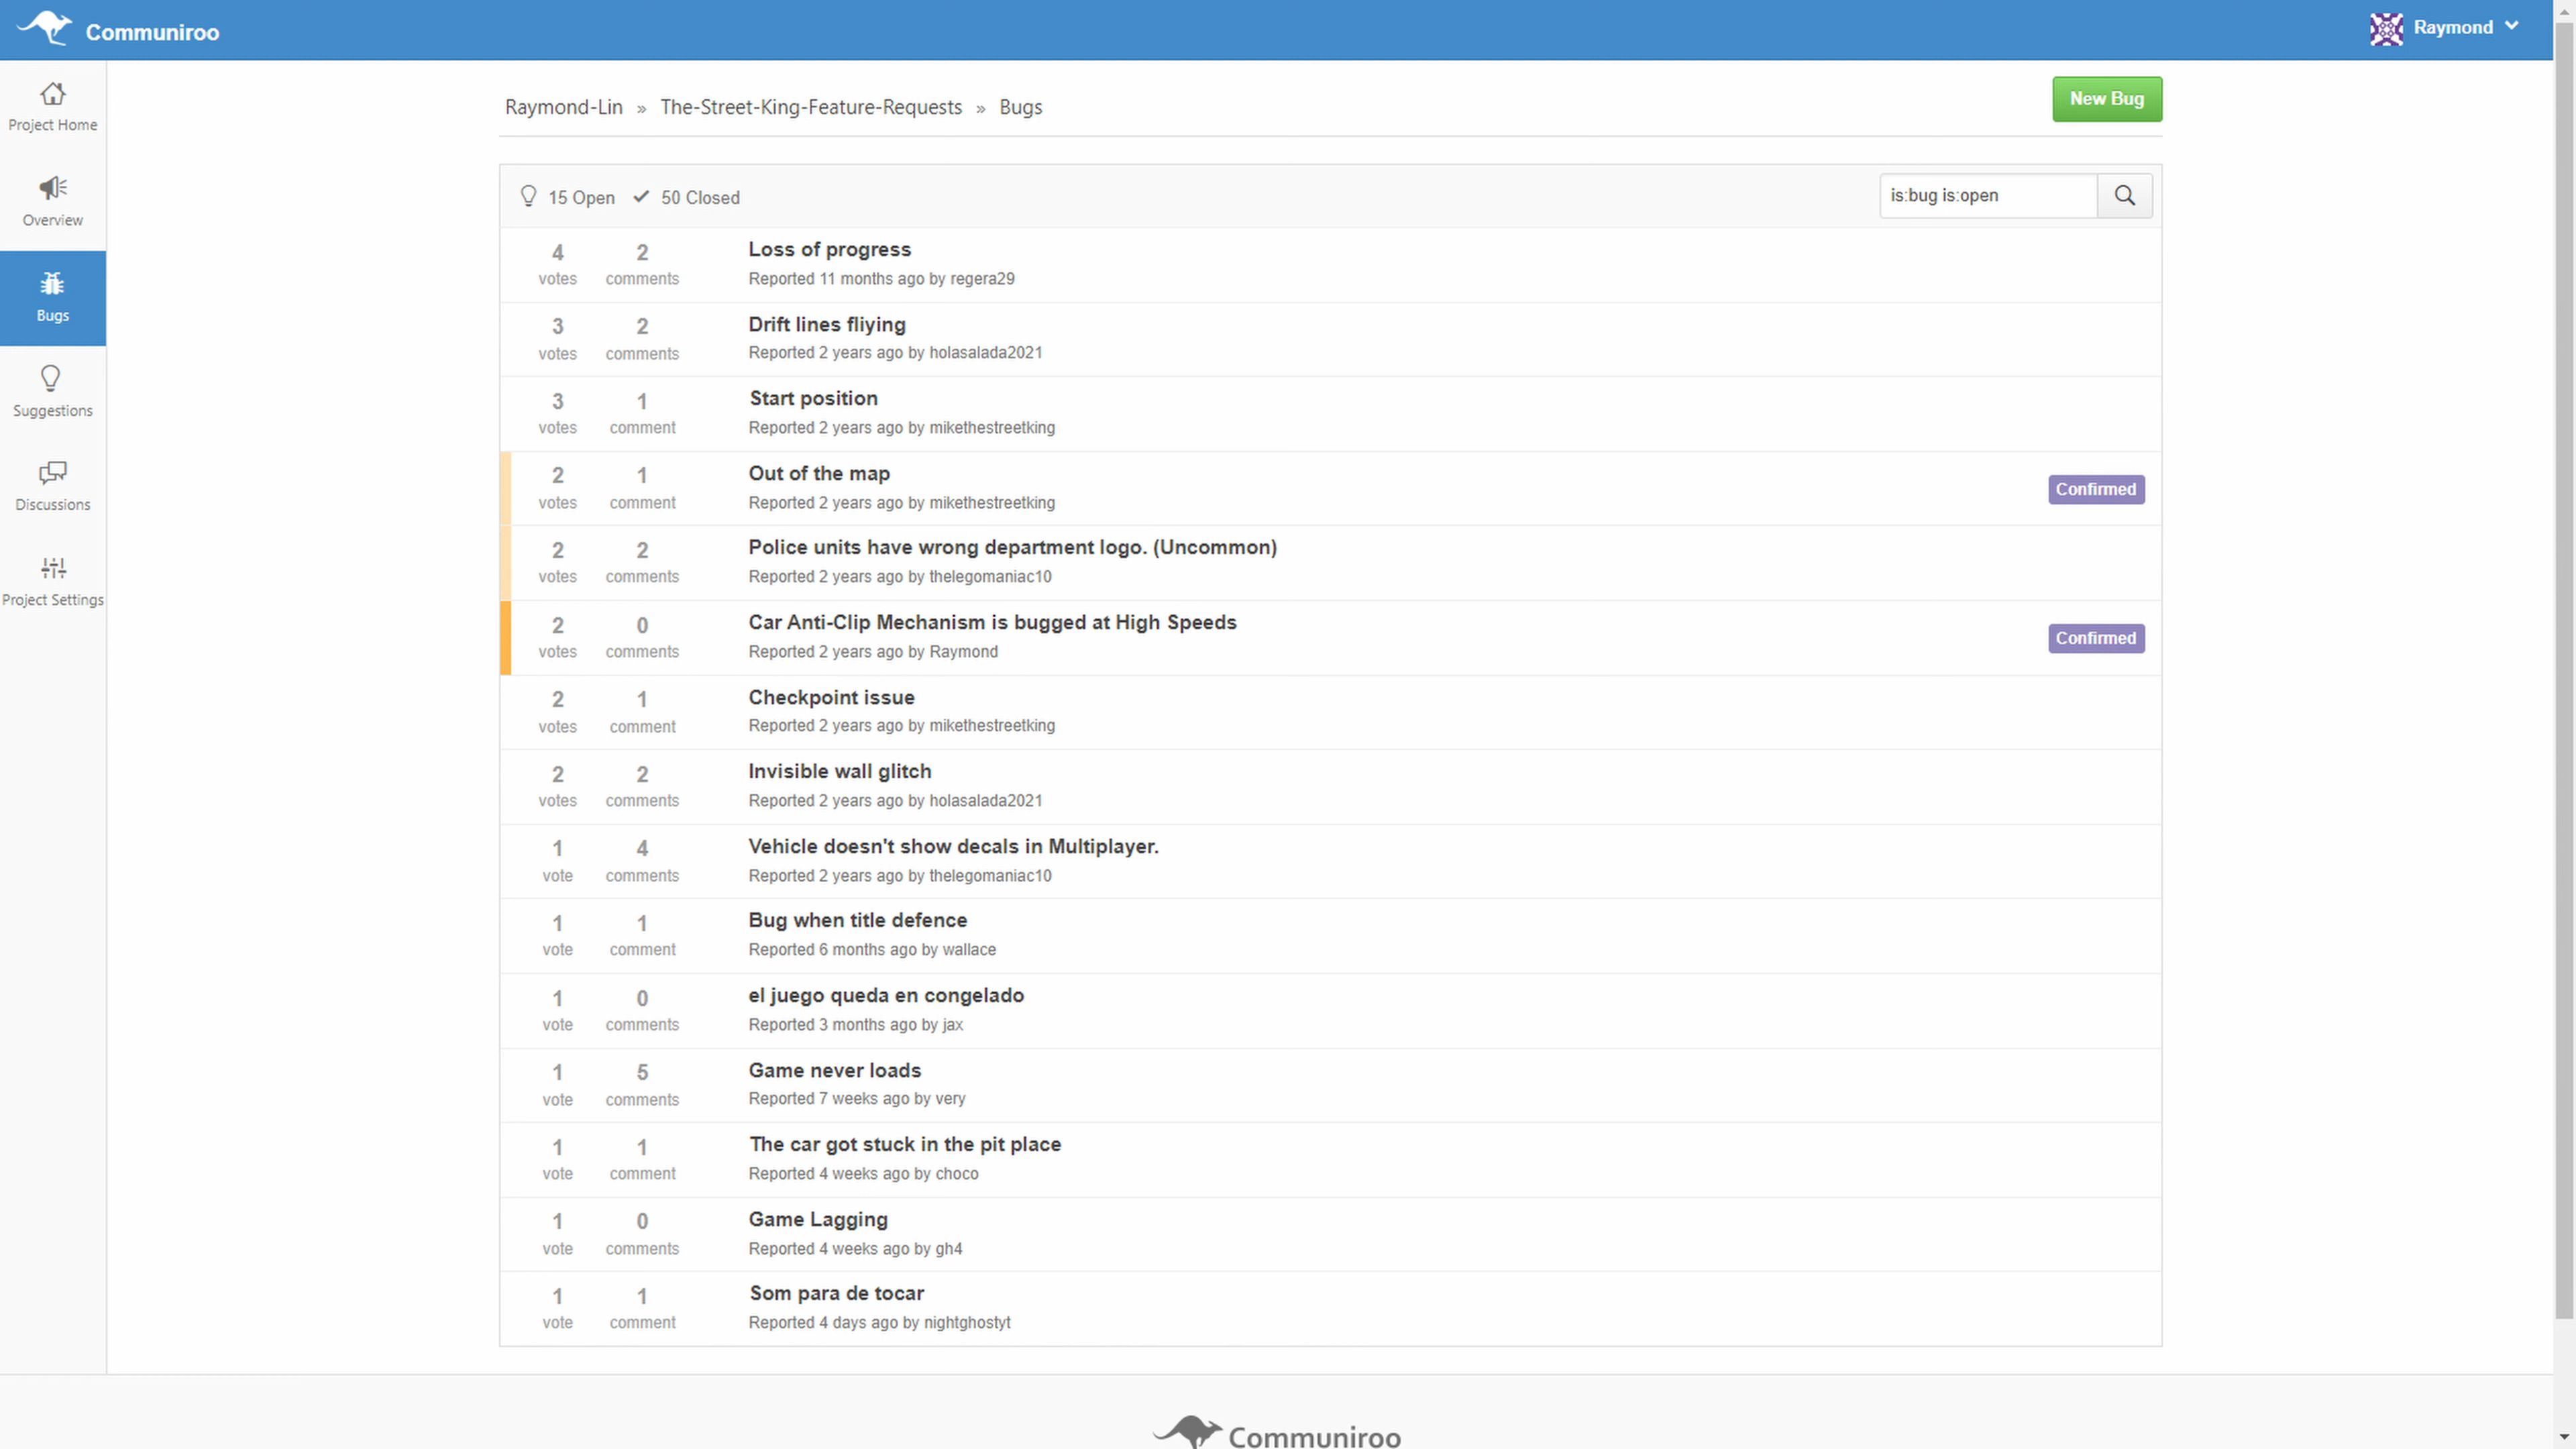 Communiroo
Raymond
Project Home
Overview
Bugs
Suggestions
Discussions
Project Settings
Raymond-Lin » The-Street-King-Feature-Requests » Bugs
New Bug
15 Open 50 Closed
is:bug is:open
4 2 Loss of progress
votes comments Reported 11 months ago by regera29
3 2 Drift lines fliying
votes comments Reported 2 years ago by holasalada2021
3 1 Start position
votes comment Reported 2 years ago by mikethestreetking
2 1 Out of the map
votes comment Reported 2 years ago by mikethestreetking
Confirmed
2 2 Police units have wrong department logo. (Uncommon)
votes comments Reported 2 years ago by thelegomaniac10
2 0 Car Anti-Clip Mechanism is bugged at High Speeds
votes comments Reported 2 years ago by Raymond
Confirmed
2 1 Checkpoint issue
votes comment Reported 2 years ago by mikethestreetking
2 2 Invisible wall glitch
votes comments Reported 2 years ago by holasalada2021
1 4 Vehicle doesn't show decals in Multiplayer.
vote comments Reported 2 years ago by thelegomaniac10
1 1 Bug when title defence
vote comment Reported 6 months ago by wallace
1 0 el juego queda en congelado
vote comments Reported 3 months ago by jax
1 5 Game never loads
vote comments Reported 7 weeks ago by very
1 1 The car got stuck in the pit place
vote comment Reported 4 weeks ago by choco
1 0 Game Lagging
vote comments Reported 4 weeks ago by gh4
1 1 Som para de tocar
vote comment Reported 4 days ago by nightghostyt
Communiroo